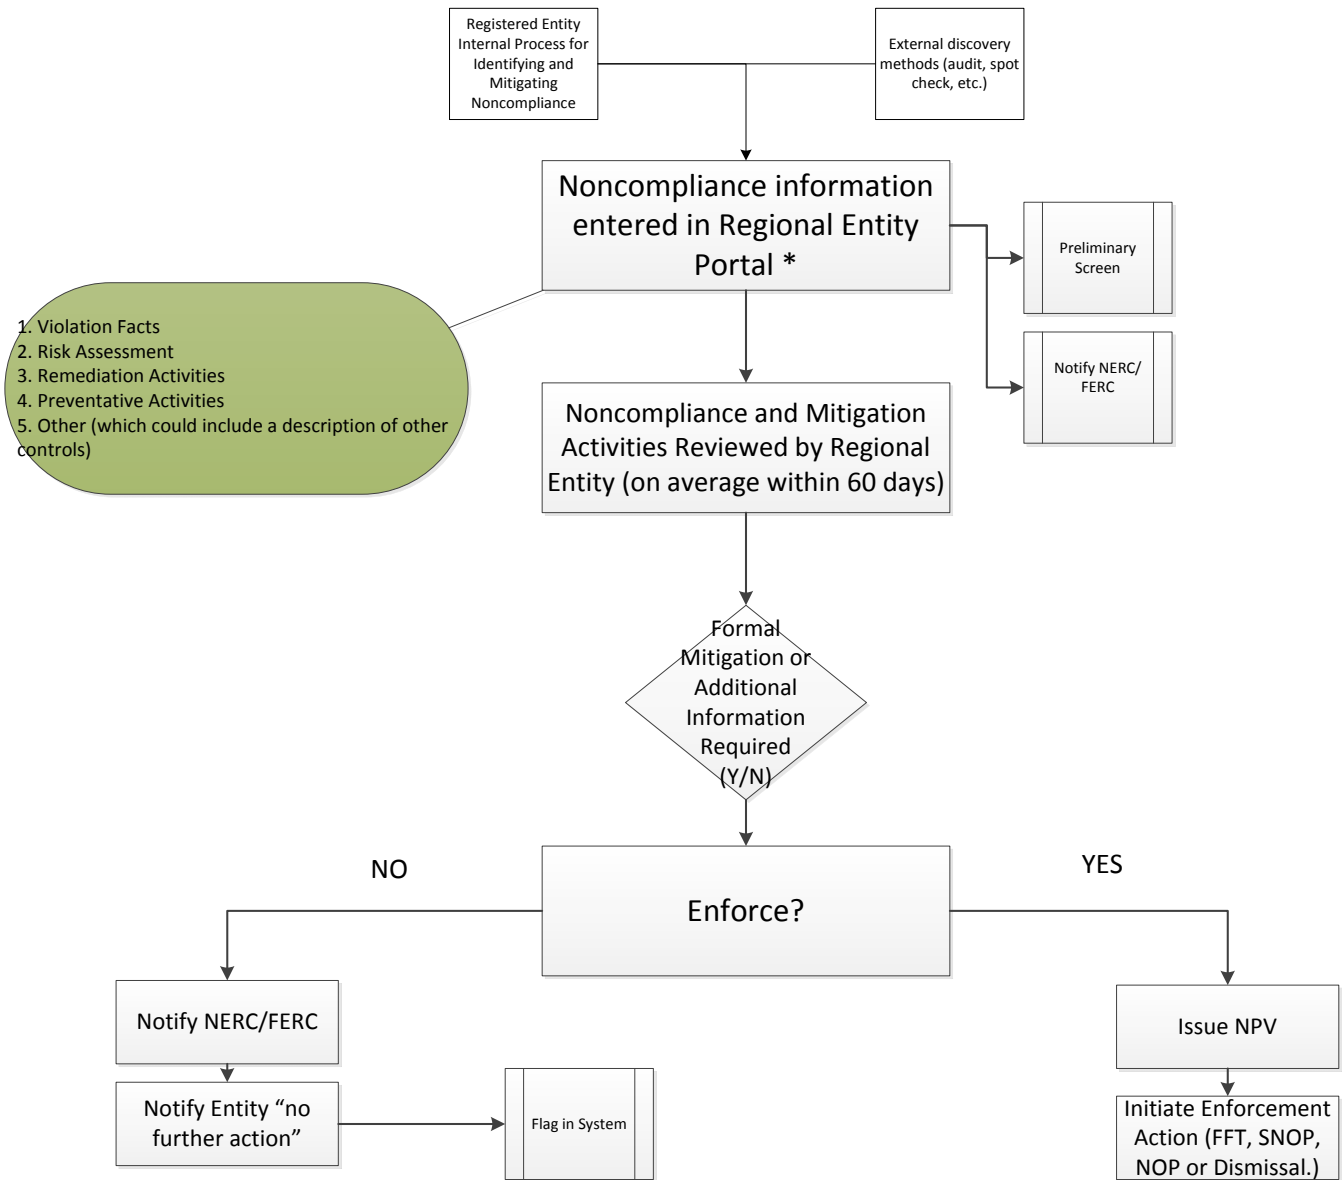 Registered Entity
Internal Process for
Identifying and
Mitigating
Noncompliance
External discovery
methods (audit, spot
check, etc.)
Noncompliance information
entered in Regional Entity
Portal *
Preliminary
Screen
Notify NERC/
FERC
1. Violation Facts
2. Risk Assessment
3. Remediation Activities
4. Preventative Activities
5. Other (which could include a description of other
controls)
Noncompliance and Mitigation
Activities Reviewed by Regional
Entity (on average within 60 days)
Formal
Mitigation or
Additional
Information
Required
(Y/N)
NO
YES
Enforce?
Notify NERC/FERC
Notify Entity “no
further action”
Flag in System
Issue NPV
Initiate Enforcement
Action (FFT, SNOP,
NOP or Dismissal.)